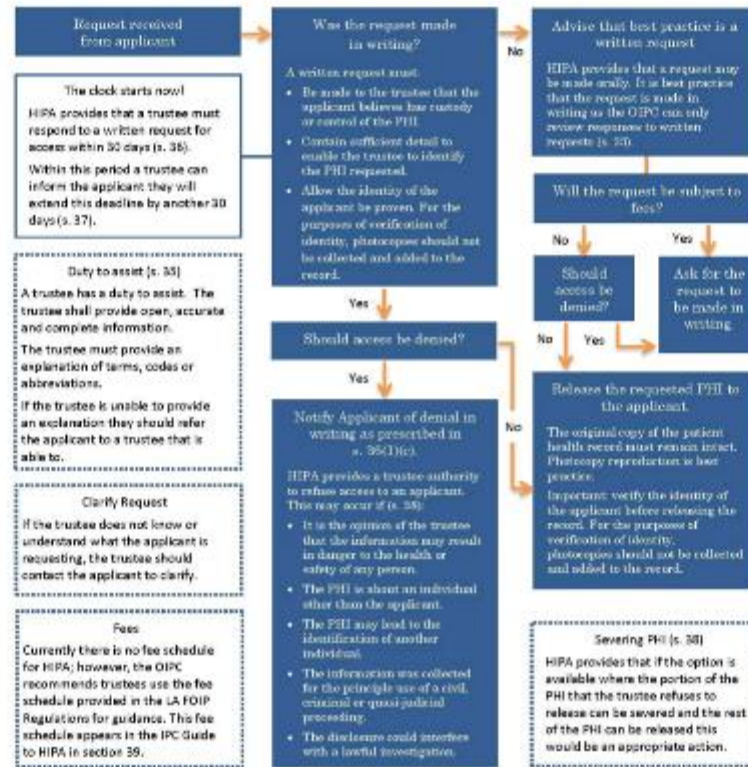 Request received
from applicant
The clock starts now!
HIPA provides that a trustee must
respond to a written request for
access within 30 days (s. 36).
Within this period a trustee can
inform the applicant they will
extend this deadline by another 30
days (s. 37).
Duty to assist (s. 35)
A trustee has a duty to assist. The
trustee shall provide open, accurate
and complete information.
The trustee must provide an
explanation of terms, codes or
abbreviations.
If the trustee is unable to provide
an explanation they should refer
the applicant to a trustee that is
able to.
Clarify Request
If the trustee does not know or
understand what the applicant is
requesting, the trustee should
contact the applicant to clarify.
Fees
Currently there is no fee schedule
for HIPA; however, the OIPC
recommends trustees use the fee
schedule provided in the LA FOIP
Regulations for guidance. This fee
schedule appears in the IPC Guide
to HIPA in section 39.
Was the request made
in writing?
A written request must:
• Be made to the trustee that the
applicant believes has custody
or control of the PHI.
• Contain sufficient detail to
enable the trustee to identify
the PHI requested.
• Allow the identity of the
applicant be proven. For the
purposes of verification of
identity, photocopies should not
be collected and added to the
record.
Yes
Should access be denied?
Yes
Notify Applicant of denial in
writing as prescribed in
s. 36(1)(c).
HIPA provides a trustee authority
to refuse access to an applicant.
This may occur if (s. 38):
• It is the opinion of the trustee
that the information may result
in danger to the health or
safety of any person.
• The PHI is about an individual
other than the applicant.
• The PHI may lead to the
identification of another
individual.
• The information was collected
for the principle use of a civil,
criminal or quasi-judicial
proceeding.
• The disclosure could interfere
with a lawful investigation.
No
No
Advise that best practice is a
written request
HIPA provides that a request may
be made orally. It is best practice
that the request is made in
writing as the OIPC can only
review responses to written
requests (s. 33).
Will the request be subject to
fees?
No
Yes
Should
access be
denied?
Ask for the
request to
be made in
writing
No
Yes
Release the requested PHI to
the applicant.
The original copy of the patient
health record must remain intact.
Photocopy reproduction is best
practice.
Important: verify the identity of
the applicant before releasing the
record. For the purposes of
verification of identity,
photocopies should not be collected
and added to the record.
Severing PHI (s. 38)
HIPA provides that if the option is
available where the portion of the
PHI that the trustee refuses to
release can be severed and the rest
of the PHI can be released this
would be an appropriate action.